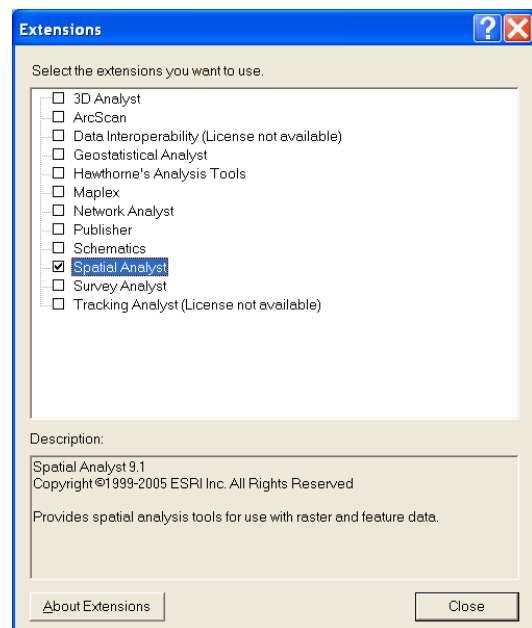 Extensions
Select the extensions you want to use.
3D Analyst
ArcScan
Data Interoperability (License not available)
Geostatistical Analyst
Hawthorne's Analysis Tools
Maplex
Network Analyst
Publisher
Schematics
Spatial Analyst
Survey Analyst
Tracking Analyst (License not available)
Description:
Spatial Analyst 9.1
Copyright ©1999-2005 ESRI Inc. All Rights Reserved
Provides spatial analysis tools for use with raster and feature data.
About Extensions
Close